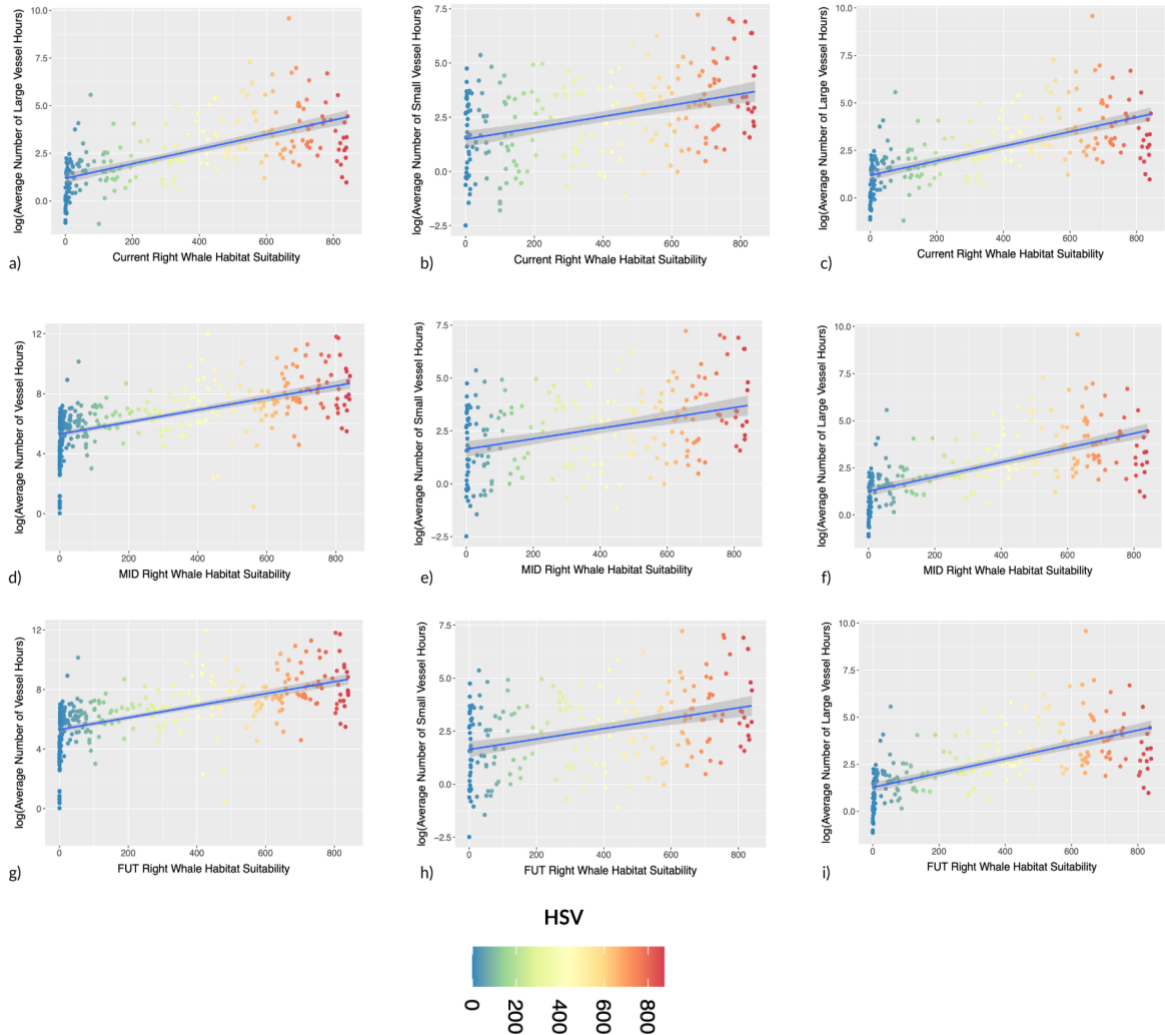 log(Average Number of Large Vessel Hours)
10.0
7.5
5.0
2.5
0.0
0 200 400 600 800
Current Right Whale Habitat Suitability
a)
log(Average Number of Small Vessel Hours)
7.5
5.0
2.5
0.0
−2.5
0 200 400 600 800
Current Right Whale Habitat Suitability
b)
log(Average Number of Large Vessel Hours)
10.0
7.5
5.0
2.5
0.0
0 200 400 600 800
Current Right Whale Habitat Suitability
c)
log(Average Number of Vessel Hours)
12
8
4
0
0 200 400 600 800
MID Right Whale Habitat Suitability
d)
log(Average Number of Small Vessel Hours)
7.5
5.0
2.5
0.0
−2.5
0 200 400 600 800
MID Right Whale Habitat Suitability
e)
log(Average Number of Large Vessel Hours)
10.0
7.5
5.0
2.5
0.0
0 200 400 600 800
MID Right Whale Habitat Suitability
f)
log(Average Number of Vessel Hours)
12
8
4
0
0 200 400 600 800
FUT Right Whale Habitat Suitability
g)
log(Average Number of Small Vessel Hours)
7.5
5.0
2.5
0.0
−2.5
0 200 400 600 800
FUT Right Whale Habitat Suitability
h)
log(Average Number of Large Vessel Hours)
10.0
7.5
5.0
2.5
0.0
0 200 400 600 800
FUT Right Whale Habitat Suitability
i)
HSV
0 200 400 600 800